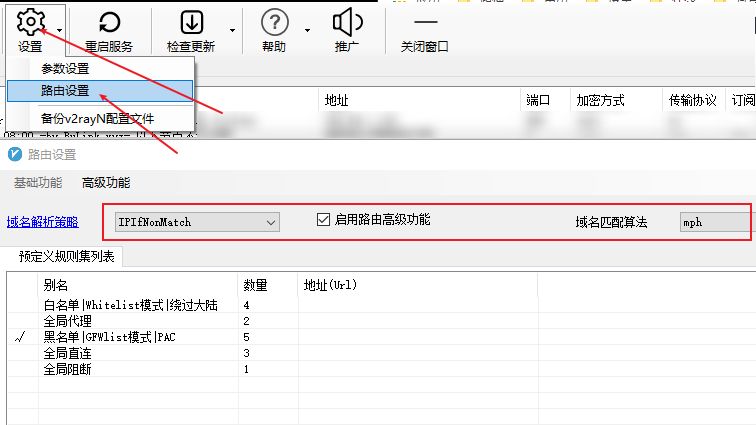 设置 重启服务 检查更新 帮助 推广 关闭窗口
参数设置
路由设置
备份v2rayN配置文件
地址 端口 加密方式 传输协议 订阅
路由设置
基础功能 高级功能
域名解析策略 IPIfNonMatch 启用路由高级功能 域名匹配算法 mph
预定义规则集列表
别名 数量 地址(Url)
白名单|Whitelist模式|绕过大陆 4
全局代理 2
黑名单|GFWlist模式|PAC 5
全局直连 3
全局阻断 1